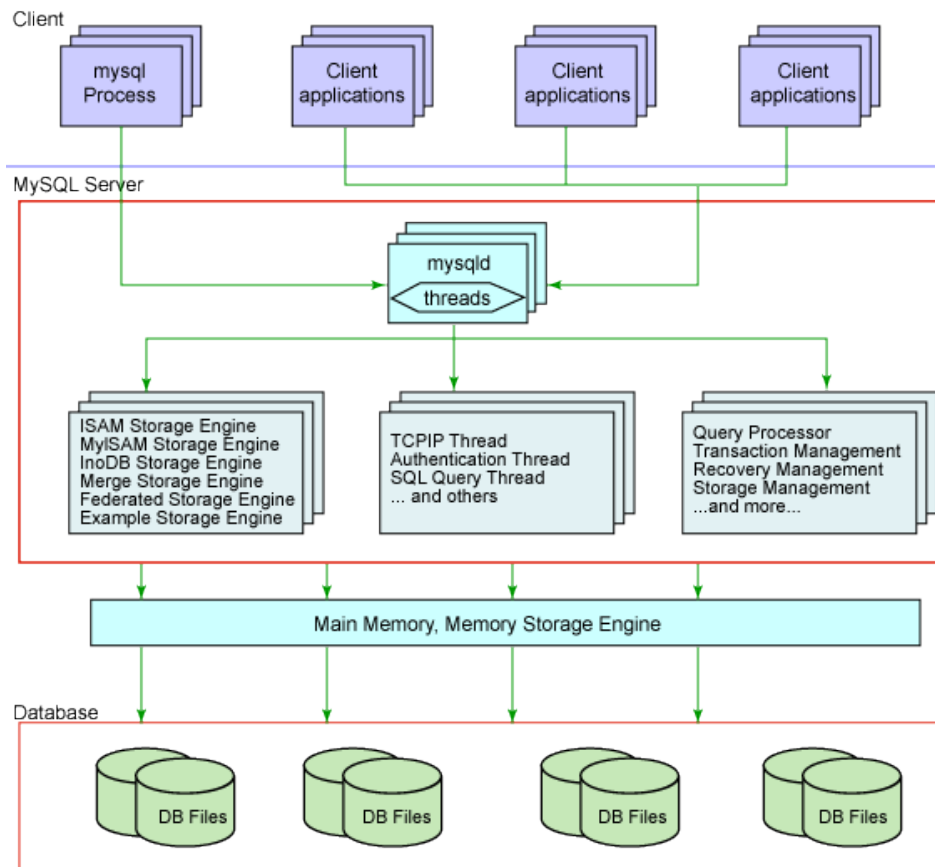 Client
mysql
Process
Client
applications
Client
applications
Client
applications
MySQL Server
mysqld
threads
ISAM Storage Engine
MyISAM Storage Engine
InoDB Storage Engine
Merge Storage Engine
Federated Storage Engine
Example Storage Engine
TCPIP Thread
Authentication Thread
SQL Query Thread
... and others
Query Processor
Transaction Management
Recovery Management
Storage Management
...and more...
Main Memory, Memory Storage Engine
Database
DB Files
DB Files
DB Files
DB Files